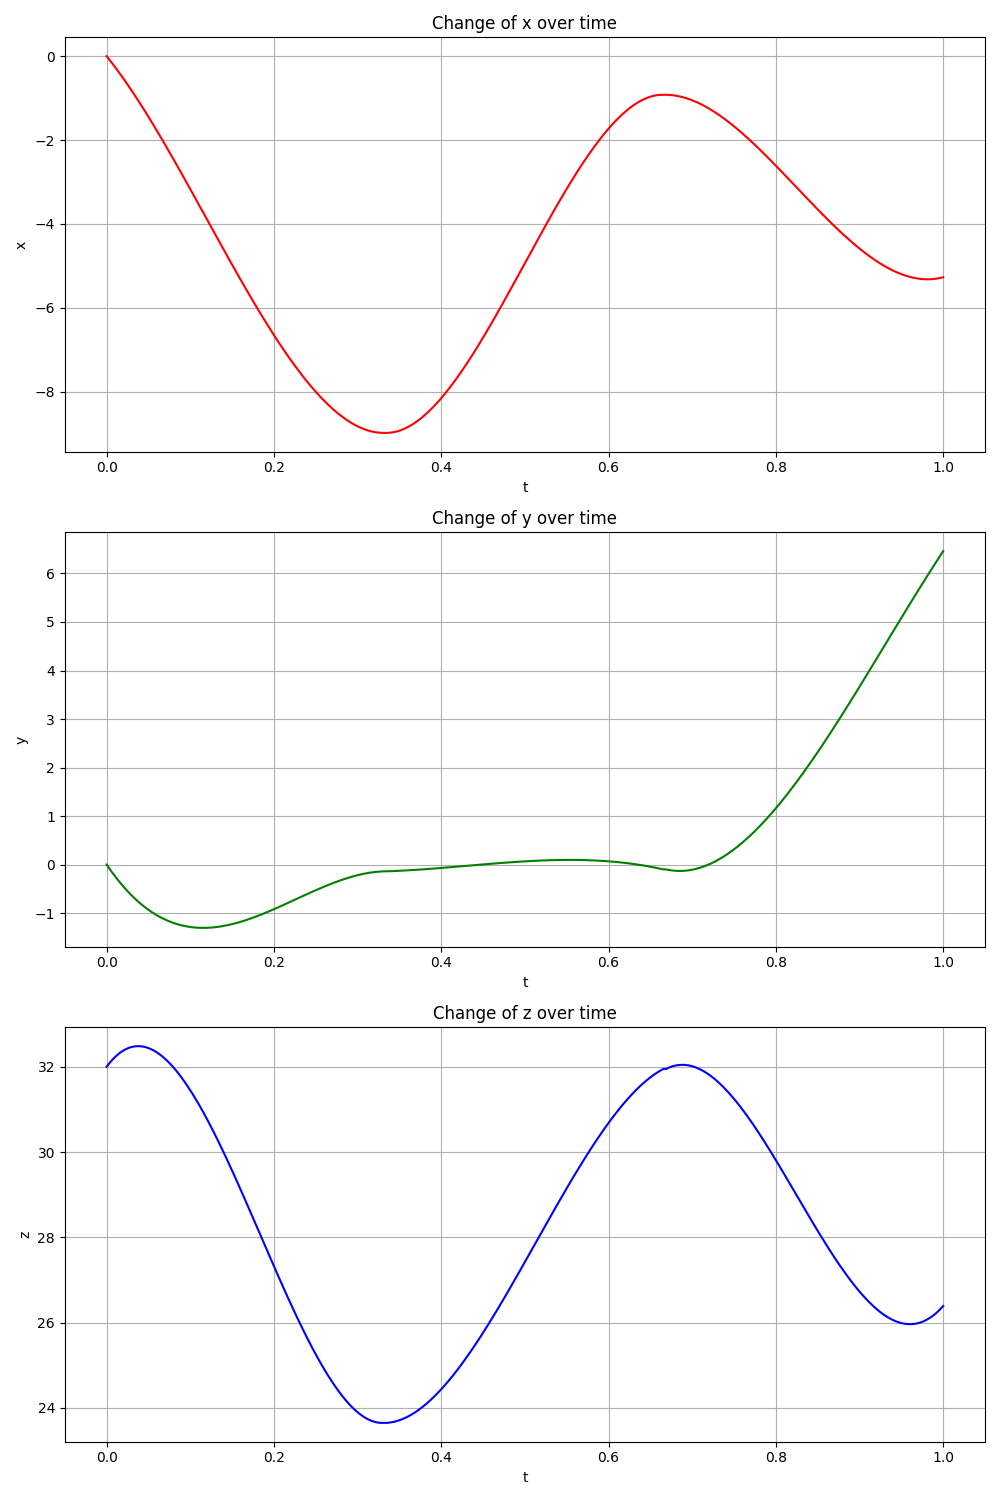 Change of x over time
0
−2
−4
−6
−8
x
0.0 0.2 0.4 0.6 0.8 1.0
t
Change of y over time
6
5
4
3
2
1
0
−1
y
0.0 0.2 0.4 0.6 0.8 1.0
t
Change of z over time
32
30
28
26
24
z
0.0 0.2 0.4 0.6 0.8 1.0
t